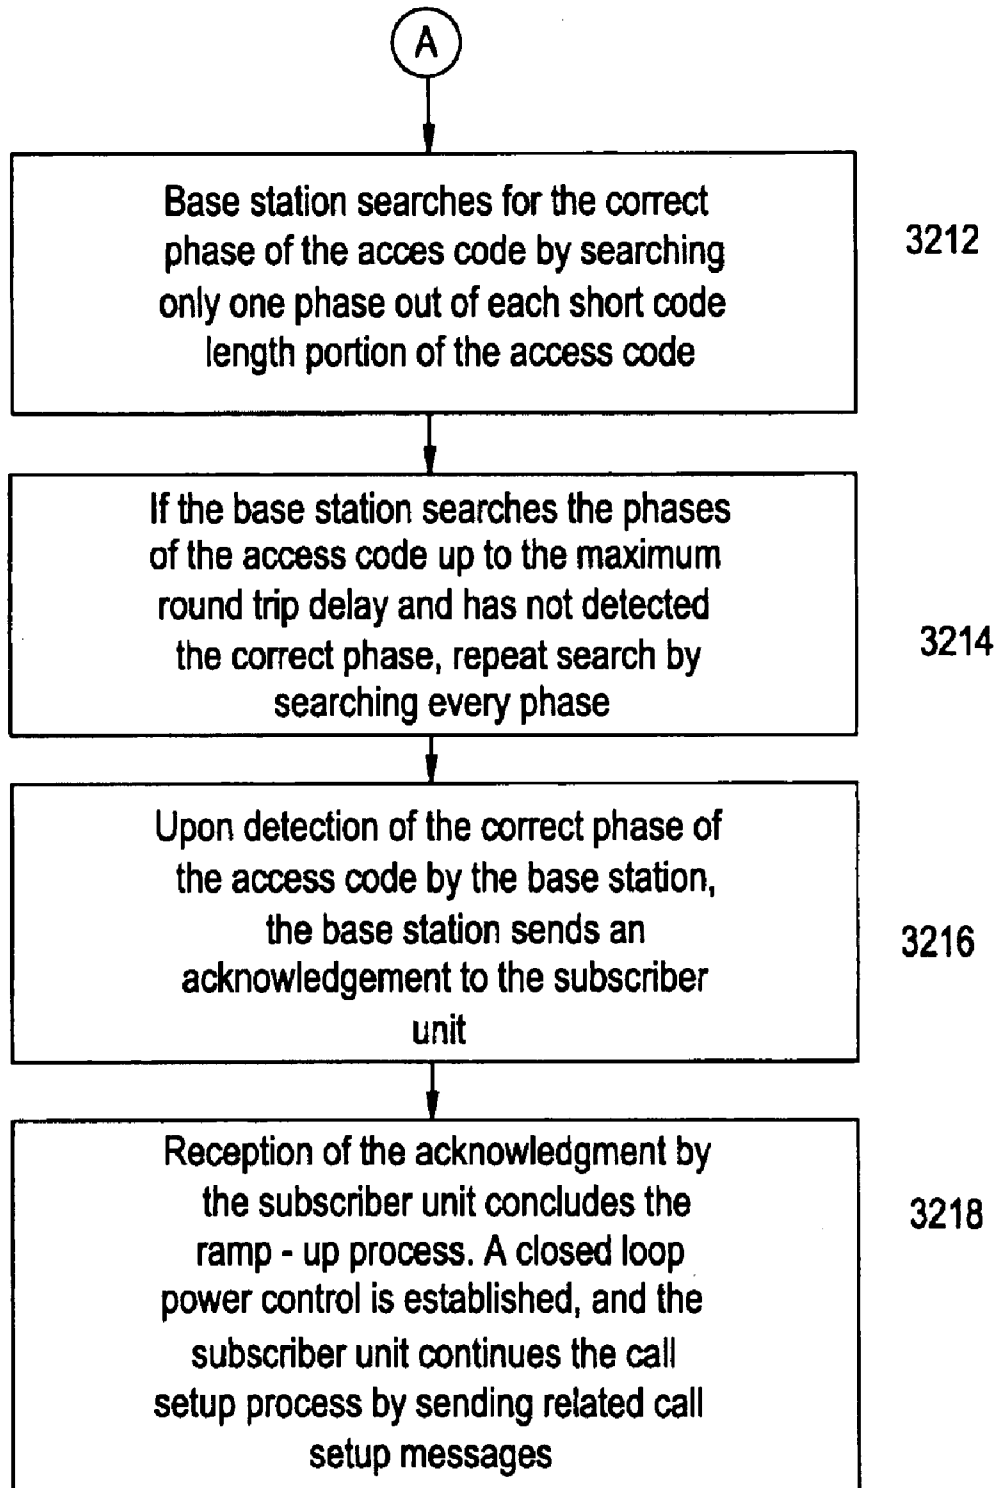 A
Base station searches for the correct
phase of the acces code by searching
only one phase out of each short code
length portion of the access code
3212
If the base station searches the phases
of the access code up to the maximum
round trip delay and has not detected
the correct phase, repeat search by
searching every phase
3214
Upon detection of the correct phase of
the access code by the base station,
the base station sends an
acknowledgement to the subscriber
unit
3216
Reception of the acknowledgment by
the subscriber unit concludes the
ramp - up process. A closed loop
power control is established, and the
subscriber unit continues the call
setup process by sending related call
setup messages
3218